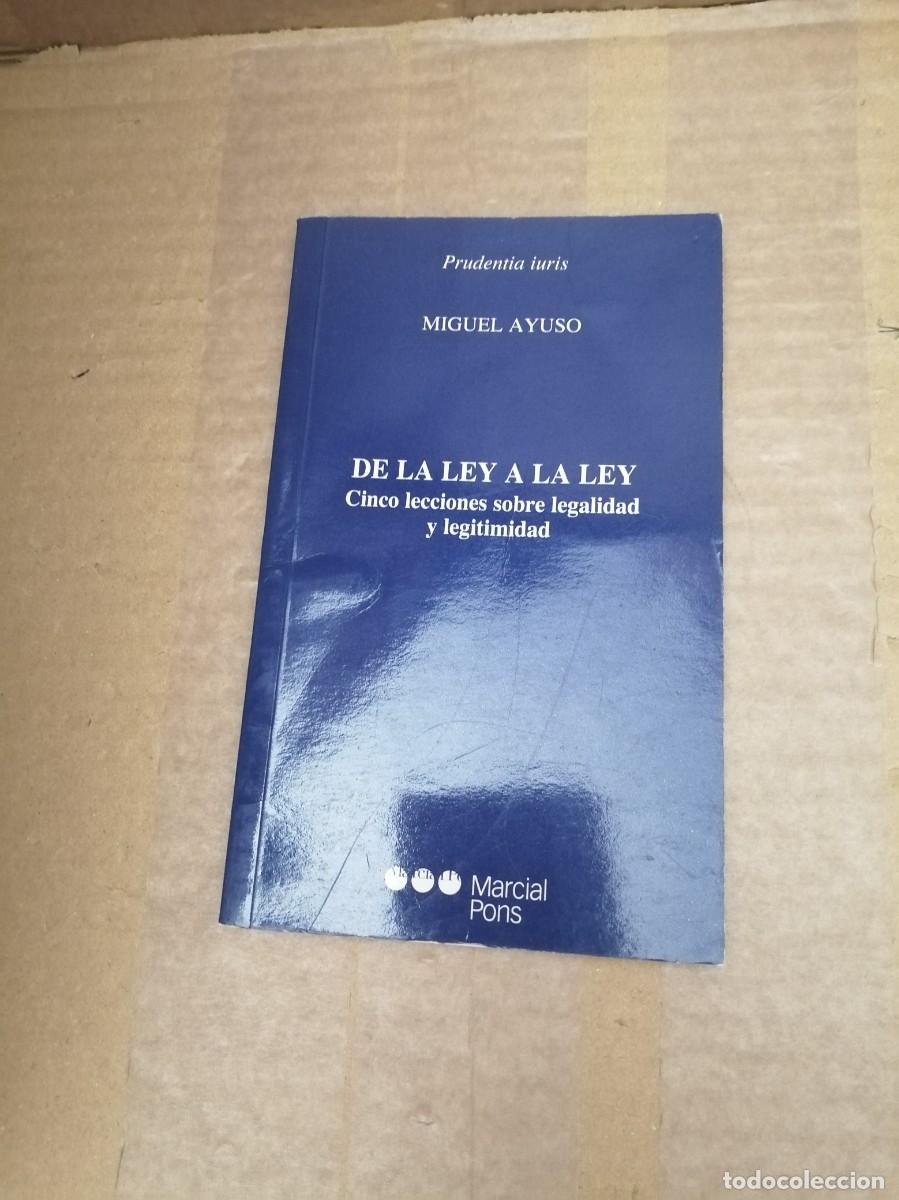 Prudentia iuris
MIGUEL AYUSO
DE LA LEY A LA LEY
Cinco lecciones sobre legalidad
y legitimidad
Marcial
Pons
todocoleccion